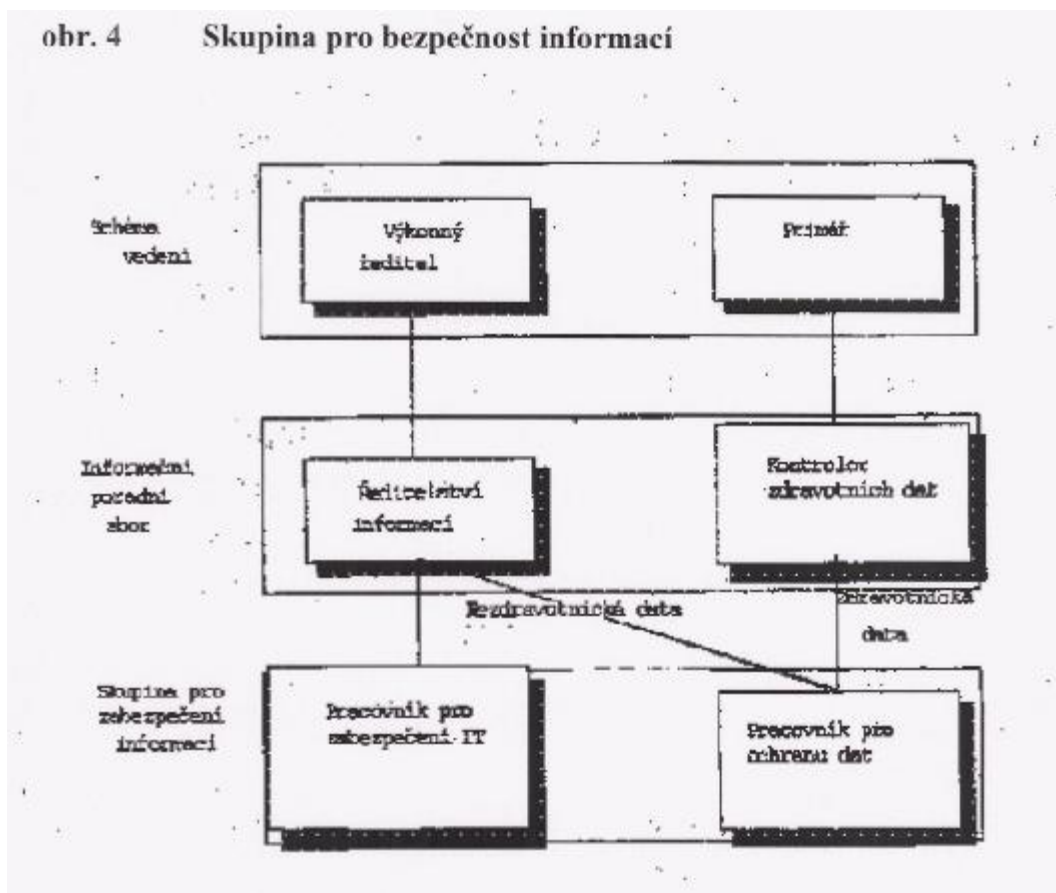 obr. 4 Skupina pro bezpečnost informací
Schéma
vedení
Výkonný
ředitel
Primář
Informační
poradní
sbor
Ředitelství
informací
Kontrolor
zdravotních dat
Nezdravotnická data
Zdravotnická
data
Skupina pro
zabezpečení
informací
Pracovník pro
zabezpečení IT
Pracovník pro
ochranu dat